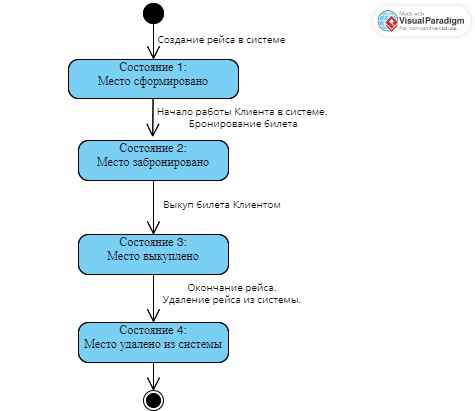 Made with
VisualParadigm
For non-commercial use
Создание рейса в системе
Состояние 1:
Место сформировано
Начало работы Клиента в системе.
Бронирование билета
Состояние 2:
Место забронировано
Выкуп билета Клиентом
Состояние 3:
Место выкуплено
Окончание рейса.
Удаление рейса из системы.
Состояние 4:
Место удалено из системы